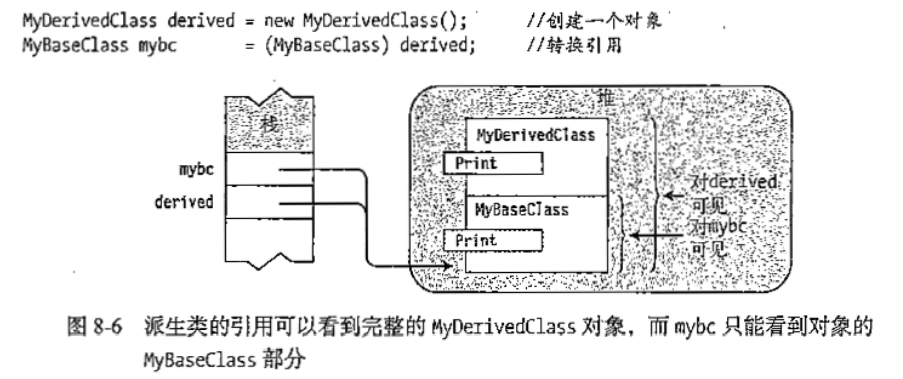 MyDerivedClass derived = new MyDerivedClass(); //创建一个对象
MyBaseClass mybc = (MyBaseClass) derived; //转换引用
栈
堆
MyDerivedClass
Print
mybc
derived
MyBaseClass
Print
对derived
可见
对mybc
可见
图 8-6 派生类的引用可以看到完整的 MyDerivedClass 对象，而 mybc 只能看到对象的
MyBaseClass 部分